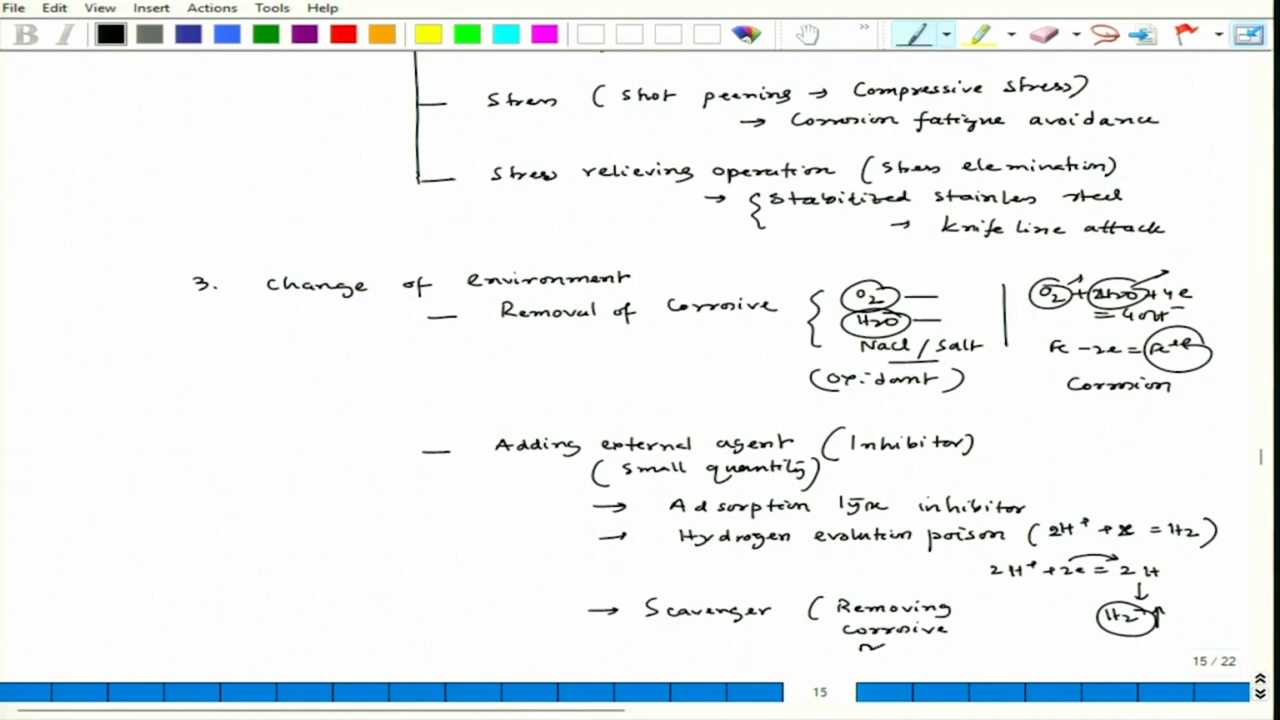 File Edit View Insert Actions Tools Help
B I
Stress ( Shot peening → Compressive stress)
→ Corrosion fatigue avoidance
Stress relieving operation (Stress elemination)
→ { Stabilized stainless steel
→ knife line attack
3. Change of environment
— Removal of Corrosive { O2 —
H2O —
NaCl / Salt
(Oxidant)
O2 + 2H2O + 4e
= 4OH⁻
Fe - 2e = Fe
Corrosion
— Adding external agent (Inhibitor)
(Small quantity)
→ Adsorption type inhibitor
→ Hydrogen evolution poison ( 2H⁺ + = H2)
2H⁺ + 2e = 2H
↓
H2 ↑
→ Scavenger ( Removing
corrosive
15 / 22
15